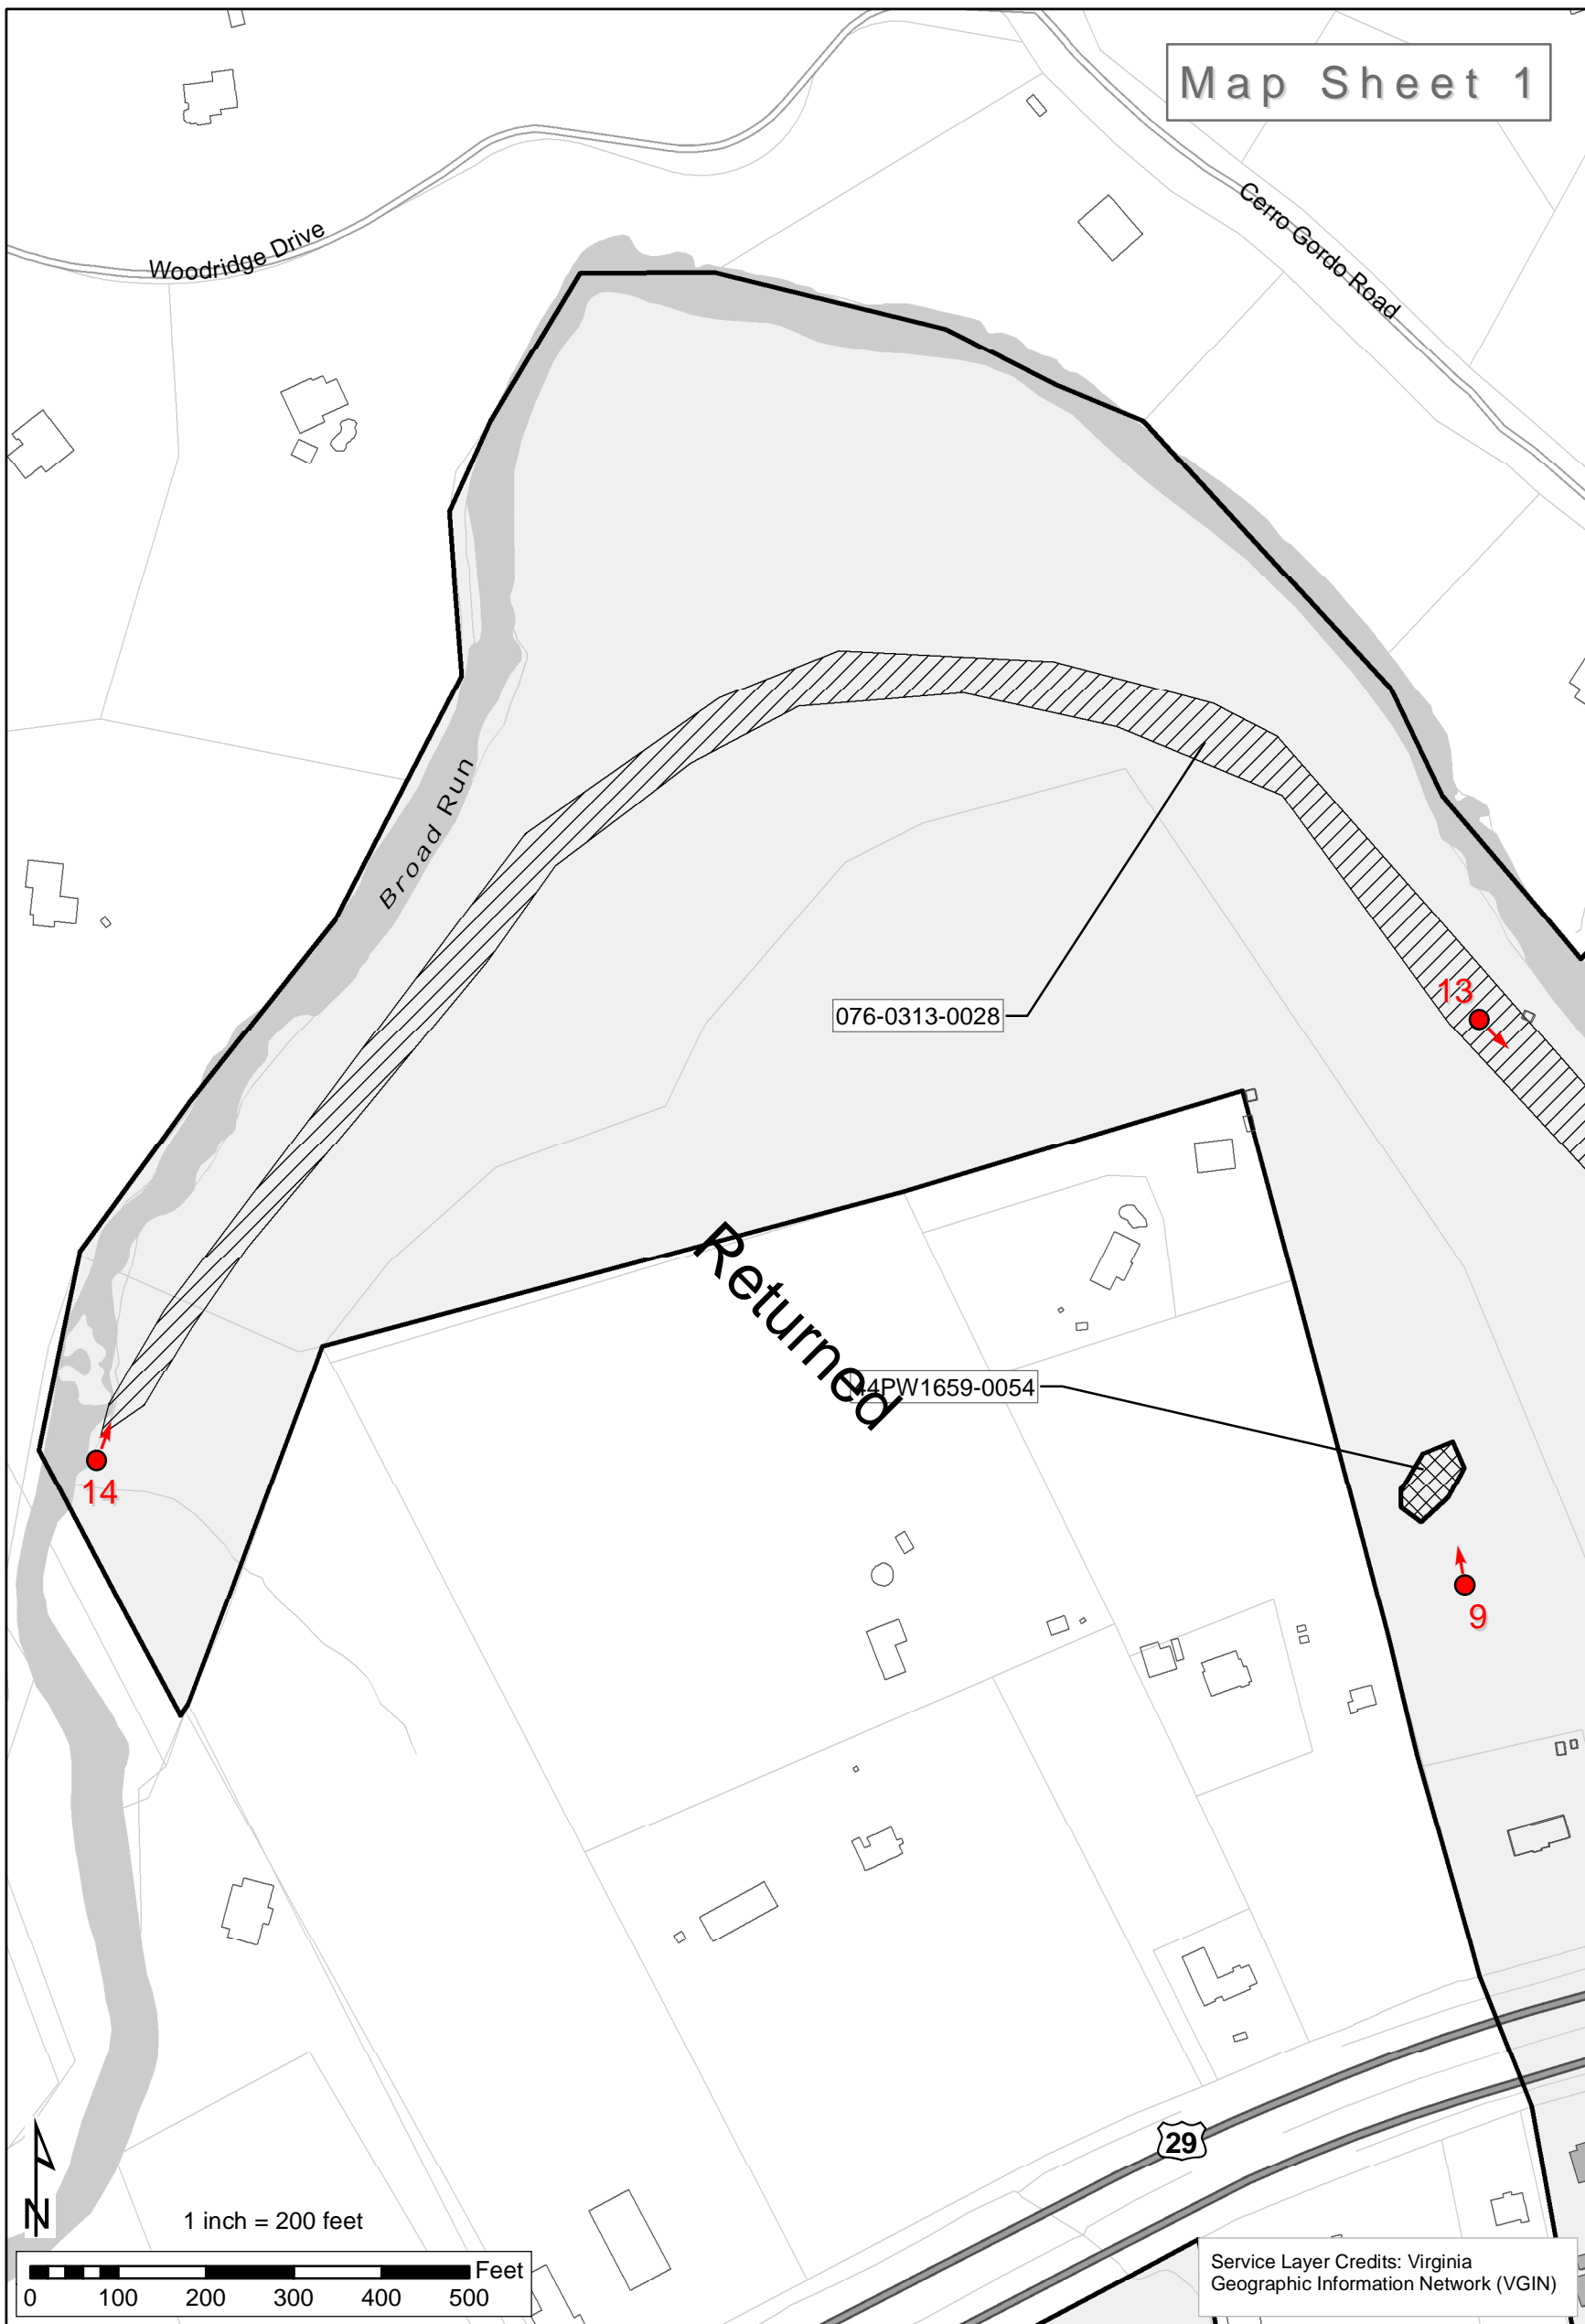 Map Sheet 1
Woodridge Drive
Cerro Gordo Road
Broad Run
13
076-0313-0028
Returned
44PW1659-0054
14
9
29
N
1 inch = 200 feet
Feet
0 100 200 300 400 500
Service Layer Credits: Virginia
Geographic Information Network (VGIN)